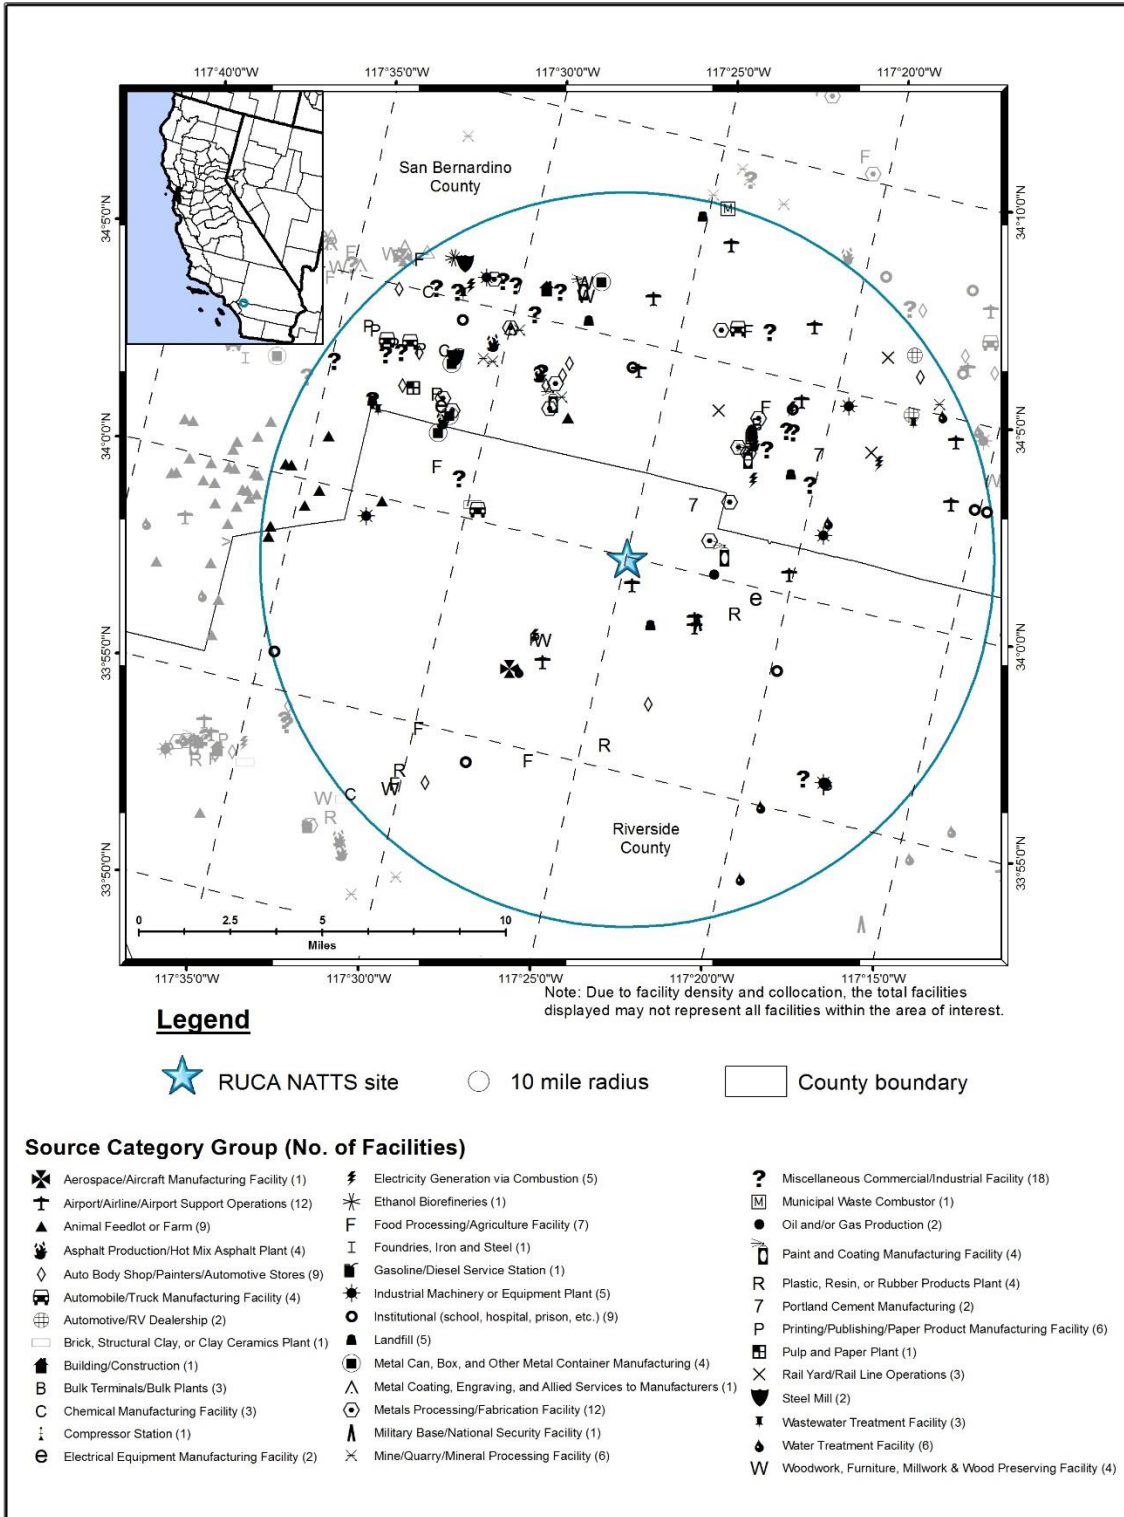 117°40'0"W 117°35'0"W 117°30'0"W 117°25'0"W 117°20'0"W
San Bernardino
County
34°5'0"N
34°10'0"N
34°0'0"N
34°5'0"N
33°55'0"N
34°0'0"N
Riverside
County
33°50'0"N
33°55'0"N
0 2.5 5 10
Miles
117°35'0"W 117°30'0"W 117°25'0"W 117°20'0"W 117°15'0"W
Note: Due to facility density and collocation, the total facilities
displayed may not represent all facilities within the area of interest.
Legend
RUCA NATTS site
10 mile radius
County boundary
Source Category Group (No. of Facilities)
Aerospace/Aircraft Manufacturing Facility (1)
Airport/Airline/Airport Support Operations (12)
Animal Feedlot or Farm (9)
Asphalt Production/Hot Mix Asphalt Plant (4)
Auto Body Shop/Painters/Automotive Stores (9)
Automobile/Truck Manufacturing Facility (4)
Automotive/RV Dealership (2)
Brick, Structural Clay, or Clay Ceramics Plant (1)
Building/Construction (1)
B Bulk Terminals/Bulk Plants (3)
C Chemical Manufacturing Facility (3)
Compressor Station (1)
e Electrical Equipment Manufacturing Facility (2)
Electricity Generation via Combustion (5)
Ethanol Biorefineries (1)
F Food Processing/Agriculture Facility (7)
I Foundries, Iron and Steel (1)
Gasoline/Diesel Service Station (1)
Industrial Machinery or Equipment Plant (5)
Institutional (school, hospital, prison, etc.) (9)
Landfill (5)
Metal Can, Box, and Other Metal Container Manufacturing (4)
Metal Coating, Engraving, and Allied Services to Manufacturers (1)
Metals Processing/Fabrication Facility (12)
Military Base/National Security Facility (1)
Mine/Quarry/Mineral Processing Facility (6)
? Miscellaneous Commercial/Industrial Facility (18)
M Municipal Waste Combustor (1)
Oil and/or Gas Production (2)
Paint and Coating Manufacturing Facility (4)
R Plastic, Resin, or Rubber Products Plant (4)
7 Portland Cement Manufacturing (2)
P Printing/Publishing/Paper Product Manufacturing Facility (6)
Pulp and Paper Plant (1)
Rail Yard/Rail Line Operations (3)
Steel Mill (2)
Wastewater Treatment Facility (3)
Water Treatment Facility (6)
W Woodwork, Furniture, Millwork & Wood Preserving Facility (4)